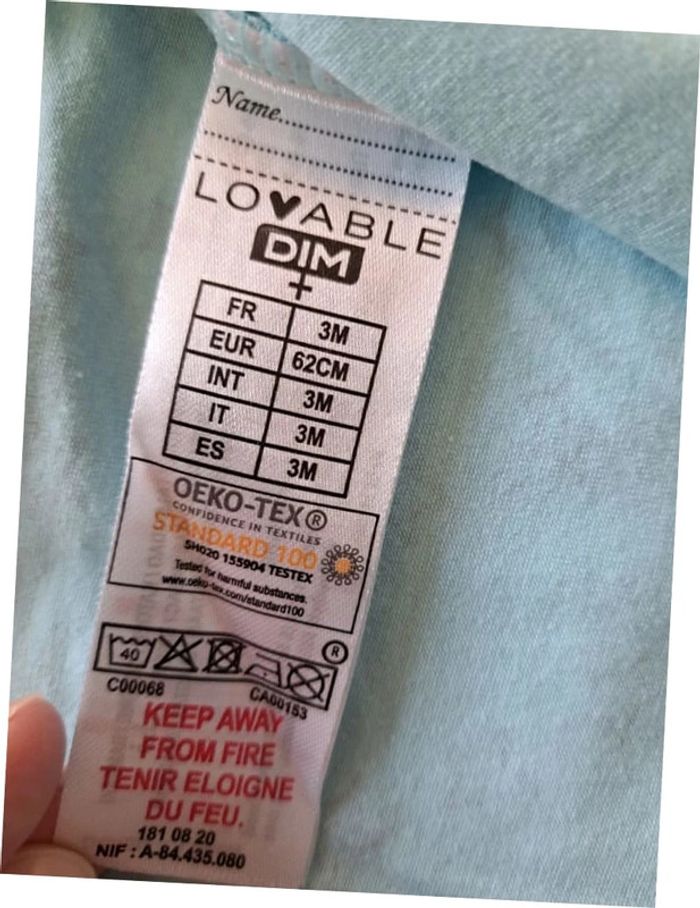 Name....................
LOVABLE
DIM
FR 3M
EUR 62CM
INT 3M
IT 3M
ES 3M
OEKO-TEX®
CONFIDENCE IN TEXTILES
STANDARD 100
SH020 155904 TESTEX
Tested for harmful substances.
www.oeko-tex.com/standard100
40
®
C00068 CA00153
KEEP AWAY
FROM FIRE
TENIR ELOIGNE
DU FEU.
181 08 20
NIF : A-84.435.080